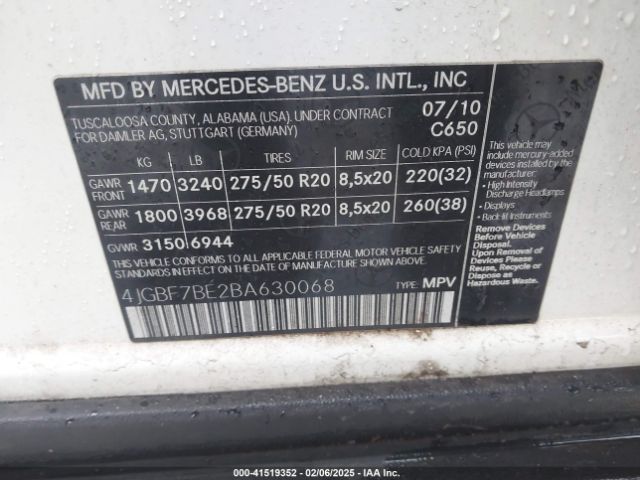 MFD BY MERCEDES-BENZ U.S. INTL., INC
TUSCALOOSA COUNTY, ALABAMA (USA). UNDER CONTRACT
FOR DAIMLER AG, STUTTGART (GERMANY)
07/10
C650
KG LB TIRES RIM SIZE COLD KPA (PSI)
GAWR FRONT 1470 3240 275/50 R20 8,5x20 220(32)
GAWR REAR 1800 3968 275/50 R20 8,5x20 260(38)
GVWR 3150 6944
THIS VEHICLE CONFORMS TO ALL APPLICABLE FEDERAL MOTOR VEHICLE SAFETY
STANDARDS IN EFFECT ON THE DATE OF MANUFACTURE SHOWN ABOVE
4JGBF7BE2BA630068 TYPE: MPV
This Vehicle may
include mercury-added
devices installed by the
manufacturer:
• High Intensity
Discharge Headlamps
• Displays
• Back-lit Instruments
Remove Devices
Before Vehicle
Disposal.
Upon Removal of
Devices Please
Reuse, Recycle or
Dispose as
Hazardous Waste.
000-41519352 - 02/06/2025 - IAA Inc.